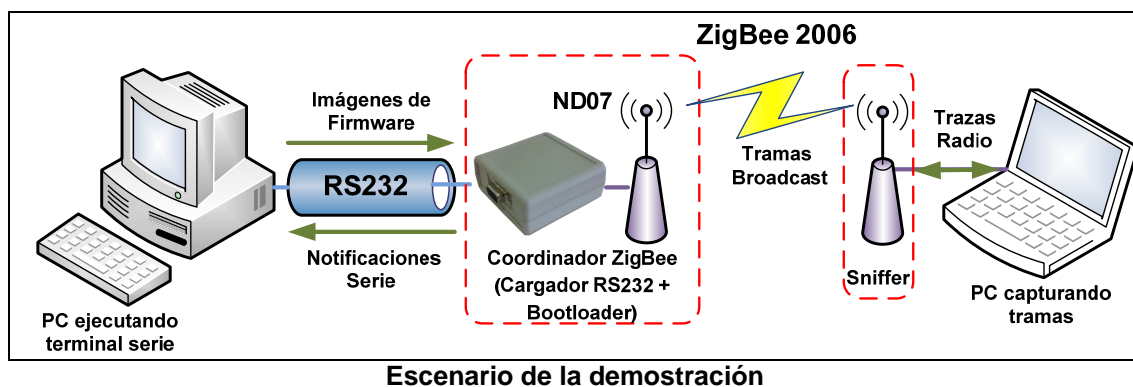 ZigBee 2006
Imágenes de
Firmware
RS232
Notificaciones
Serie
PC ejecutando
terminal serie
ND07
Coordinador ZigBee
(Cargador RS232 +
Bootloader)
Tramas
Broadcast
Sniffer
Trazas
Radio
PC capturando
tramas
Escenario de la demostración